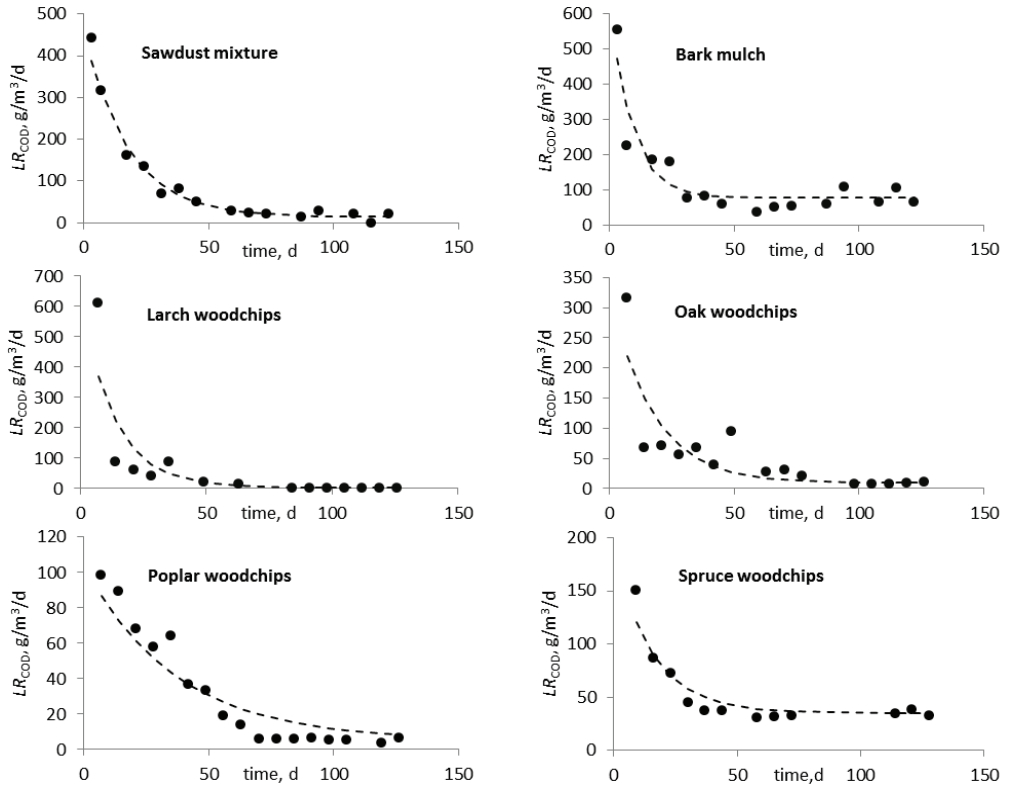 Sawdust mixture
LR_COD, g/m³/d
500
400
300
200
100
0
0 50 100 150
time, d
Bark mulch
LR_COD, g/m³/d
600
500
400
300
200
100
0
0 50 100 150
time, d
Larch woodchips
LR_COD, g/m³/d
700
600
500
400
300
200
100
0
0 50 100 150
time, d
Oak woodchips
LR_COD, g/m³/d
350
300
250
200
150
100
50
0
0 50 100 150
time, d
Poplar woodchips
LR_COD, g/m³/d
120
100
80
60
40
20
0
0 50 100 150
time, d
Spruce woodchips
LR_COD, g/m³/d
200
150
100
50
0
0 50 100 150
time,d